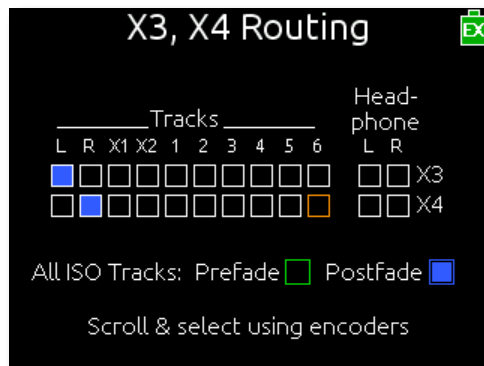 X3, X4 Routing
EX
Head-
Tracks phone
L R X1 X2 1 2 3 4 5 6 L R
X3
X4
All ISO Tracks: Prefade Postfade
Scroll & select using encoders